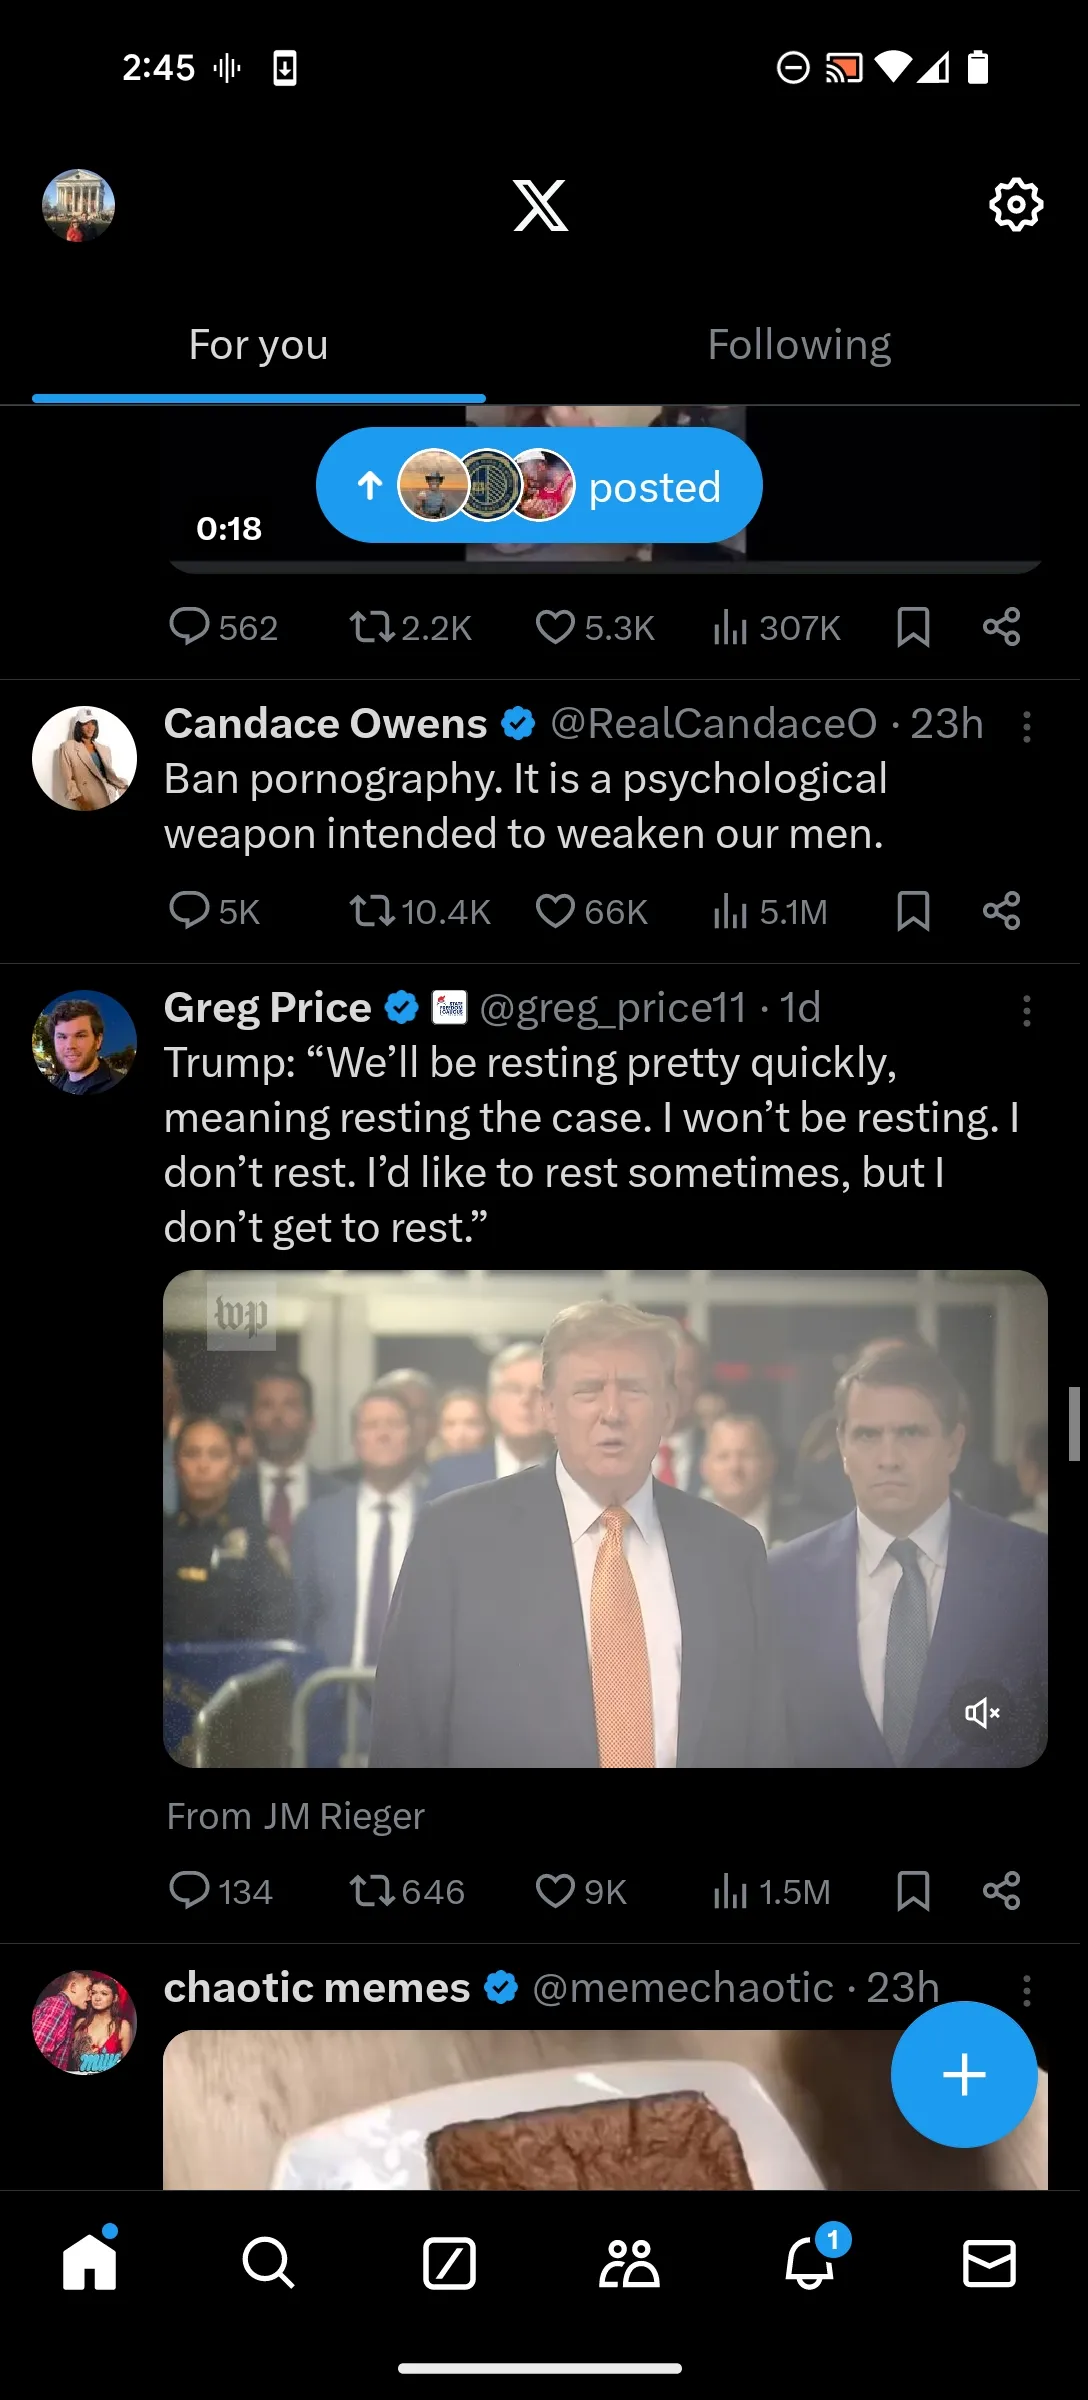 2:45
For you
Following
posted
0:18
562
2.2K
5.3K
307K
Candace Owens @RealCandaceO · 23h
Ban pornography. It is a psychological
weapon intended to weaken our men.
5K
10.4K
66K
5.1M
Greg Price @greg_price11 · 1d
Trump: “We’ll be resting pretty quickly,
meaning resting the case. I won’t be resting. I
don’t rest. I’d like to rest sometimes, but I
don’t get to rest.”
wp
From JM Rieger
134
646
9K
1.5M
chaotic memes @memechaotic · 23h
1